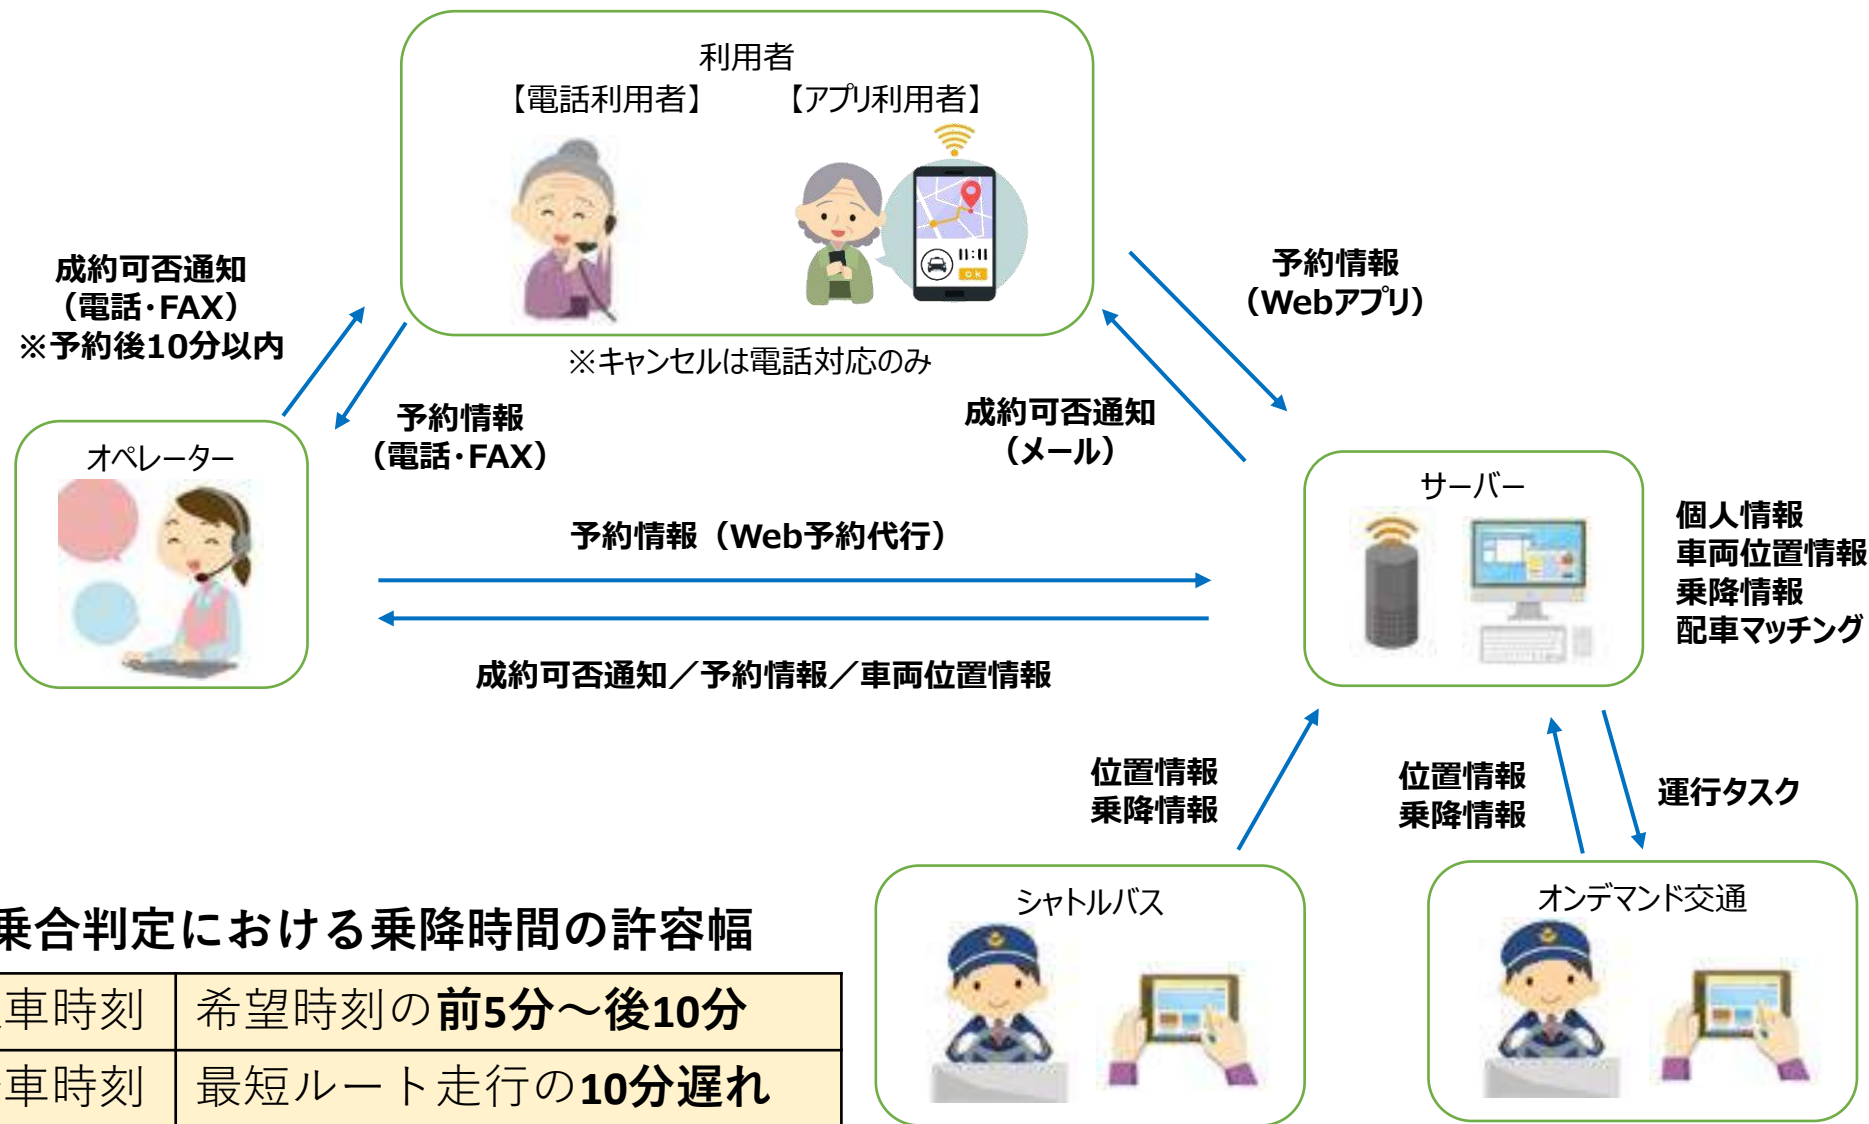 利用者
【電話利用者】 【アプリ利用者】
11:11
OK
※キャンセルは電話対応のみ
成約可否通知
（電話･FAX）
※予約後10分以内
予約情報
（電話･FAX）
予約情報
（Webアプリ）
成約可否通知
（メール）
オペレーター
予約情報（Web予約代行）
成約可否通知／予約情報／車両位置情報
サーバー
個人情報
車両位置情報
乗降情報
配車マッチング
位置情報
乗降情報
位置情報
乗降情報
運行タスク
シャトルバス
オンデマンド交通
乗合判定における乗降時間の許容幅
車時刻 希望時刻の前5分～後10分
車時刻 最短ルート走行の10分遅れ